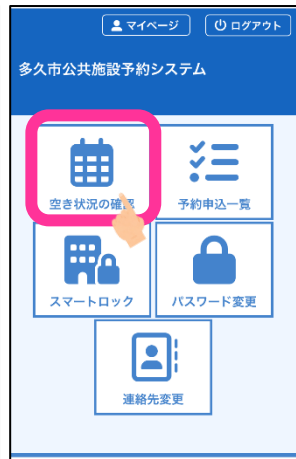 マイページ
ログアウト
多久市公共施設予約システム
空き状況の確認
予約申込一覧
スマートロック
パスワード変更
連絡先変更